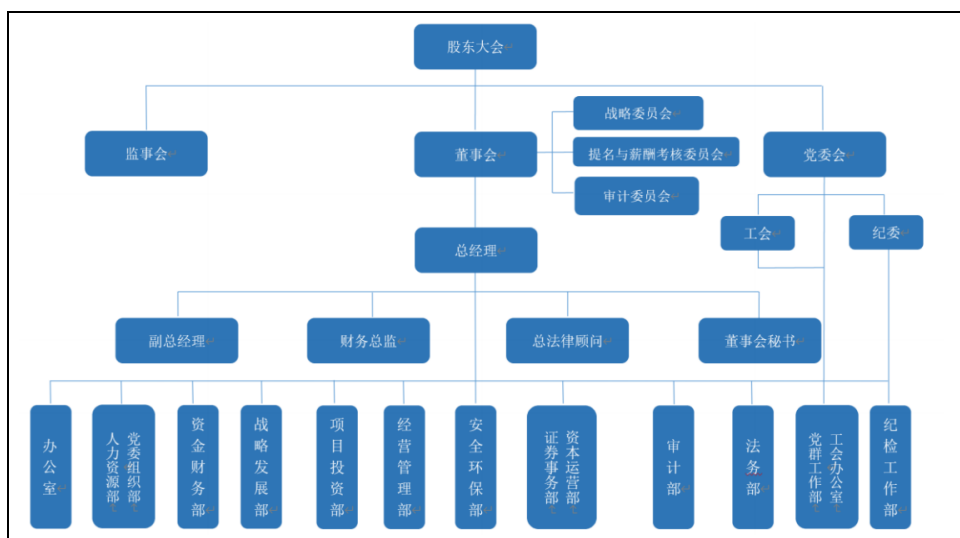 股东大会
监事会
董事会
战略委员会
提名与薪酬考核委员会
审计委员会
党委会
工会
纪委
总经理
副总经理
财务总监
总法律顾问
董事会秘书
办公室
党委组织部
人力资源部
资金财务部
战略发展部
项目投资部
经营管理部
安全环保部
资本运营部
证券事务部
审计部
法务部
工会办公室
党群工作部
纪检工作部